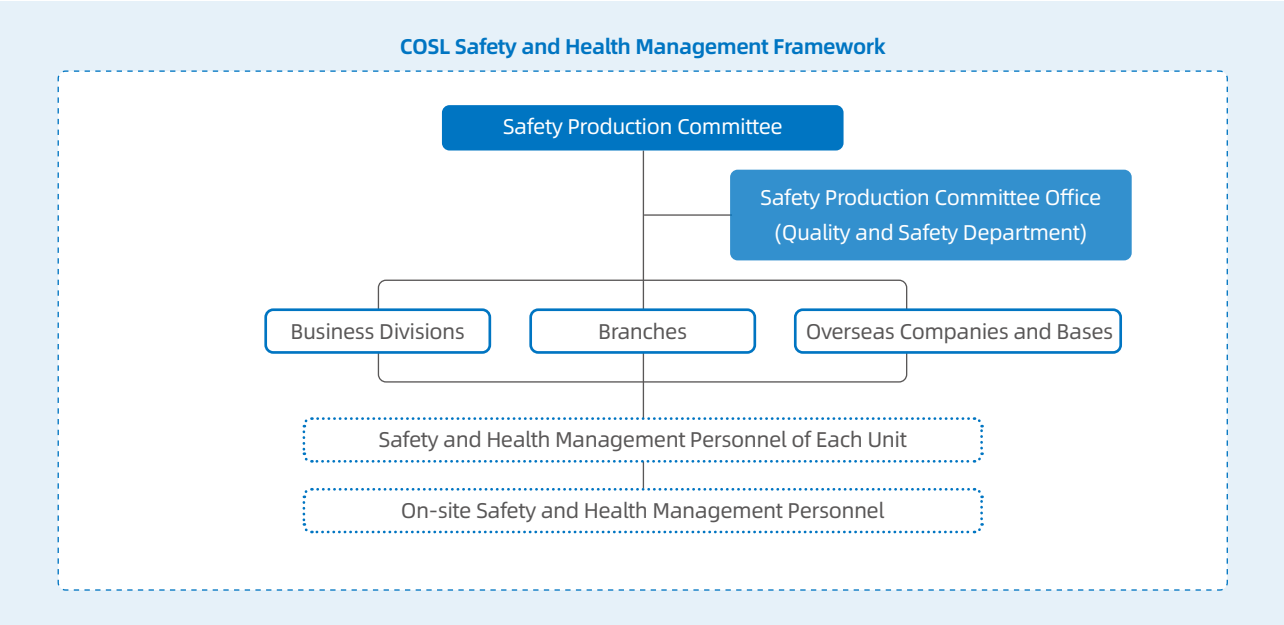 COSL Safety and Health Management Framework
Safety Production Committee
Safety Production Committee Office
(Quality and Safety Department)
Business Divisions
Branches
Overseas Companies and Bases
Safety and Health Management Personnel of Each Unit
On-site Safety and Health Management Personnel